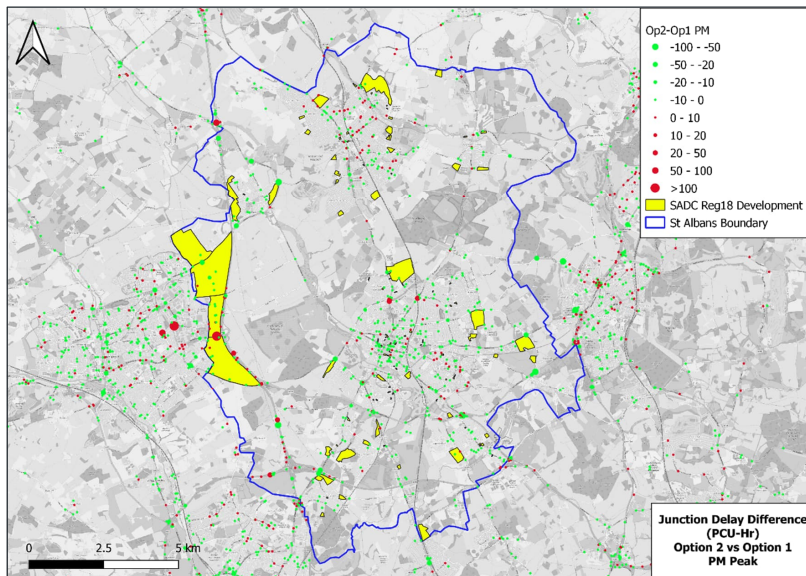 Op2-Op1 PM
-100 - -50
-50 - -20
-20 - -10
-10 - 0
0 - 10
10 - 20
20 - 50
50 - 100
>100
SADC Reg18 Development
St Albans Boundary
Junction Delay Difference
(PCU-Hr)
Option 2 vs Option 1
PM Peak
0 2.5 5 km